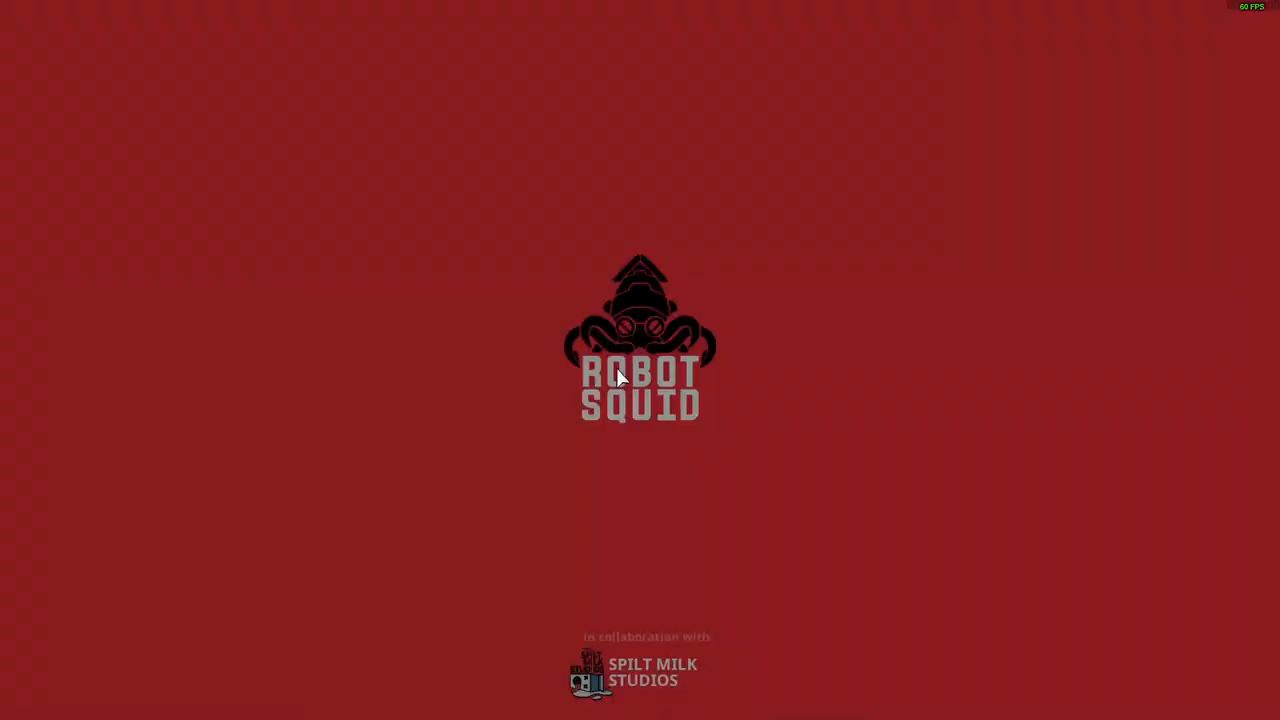 60 FPS
ROBOT
SQUID
in collaboration with:
SPILT MILK
STUDIOS